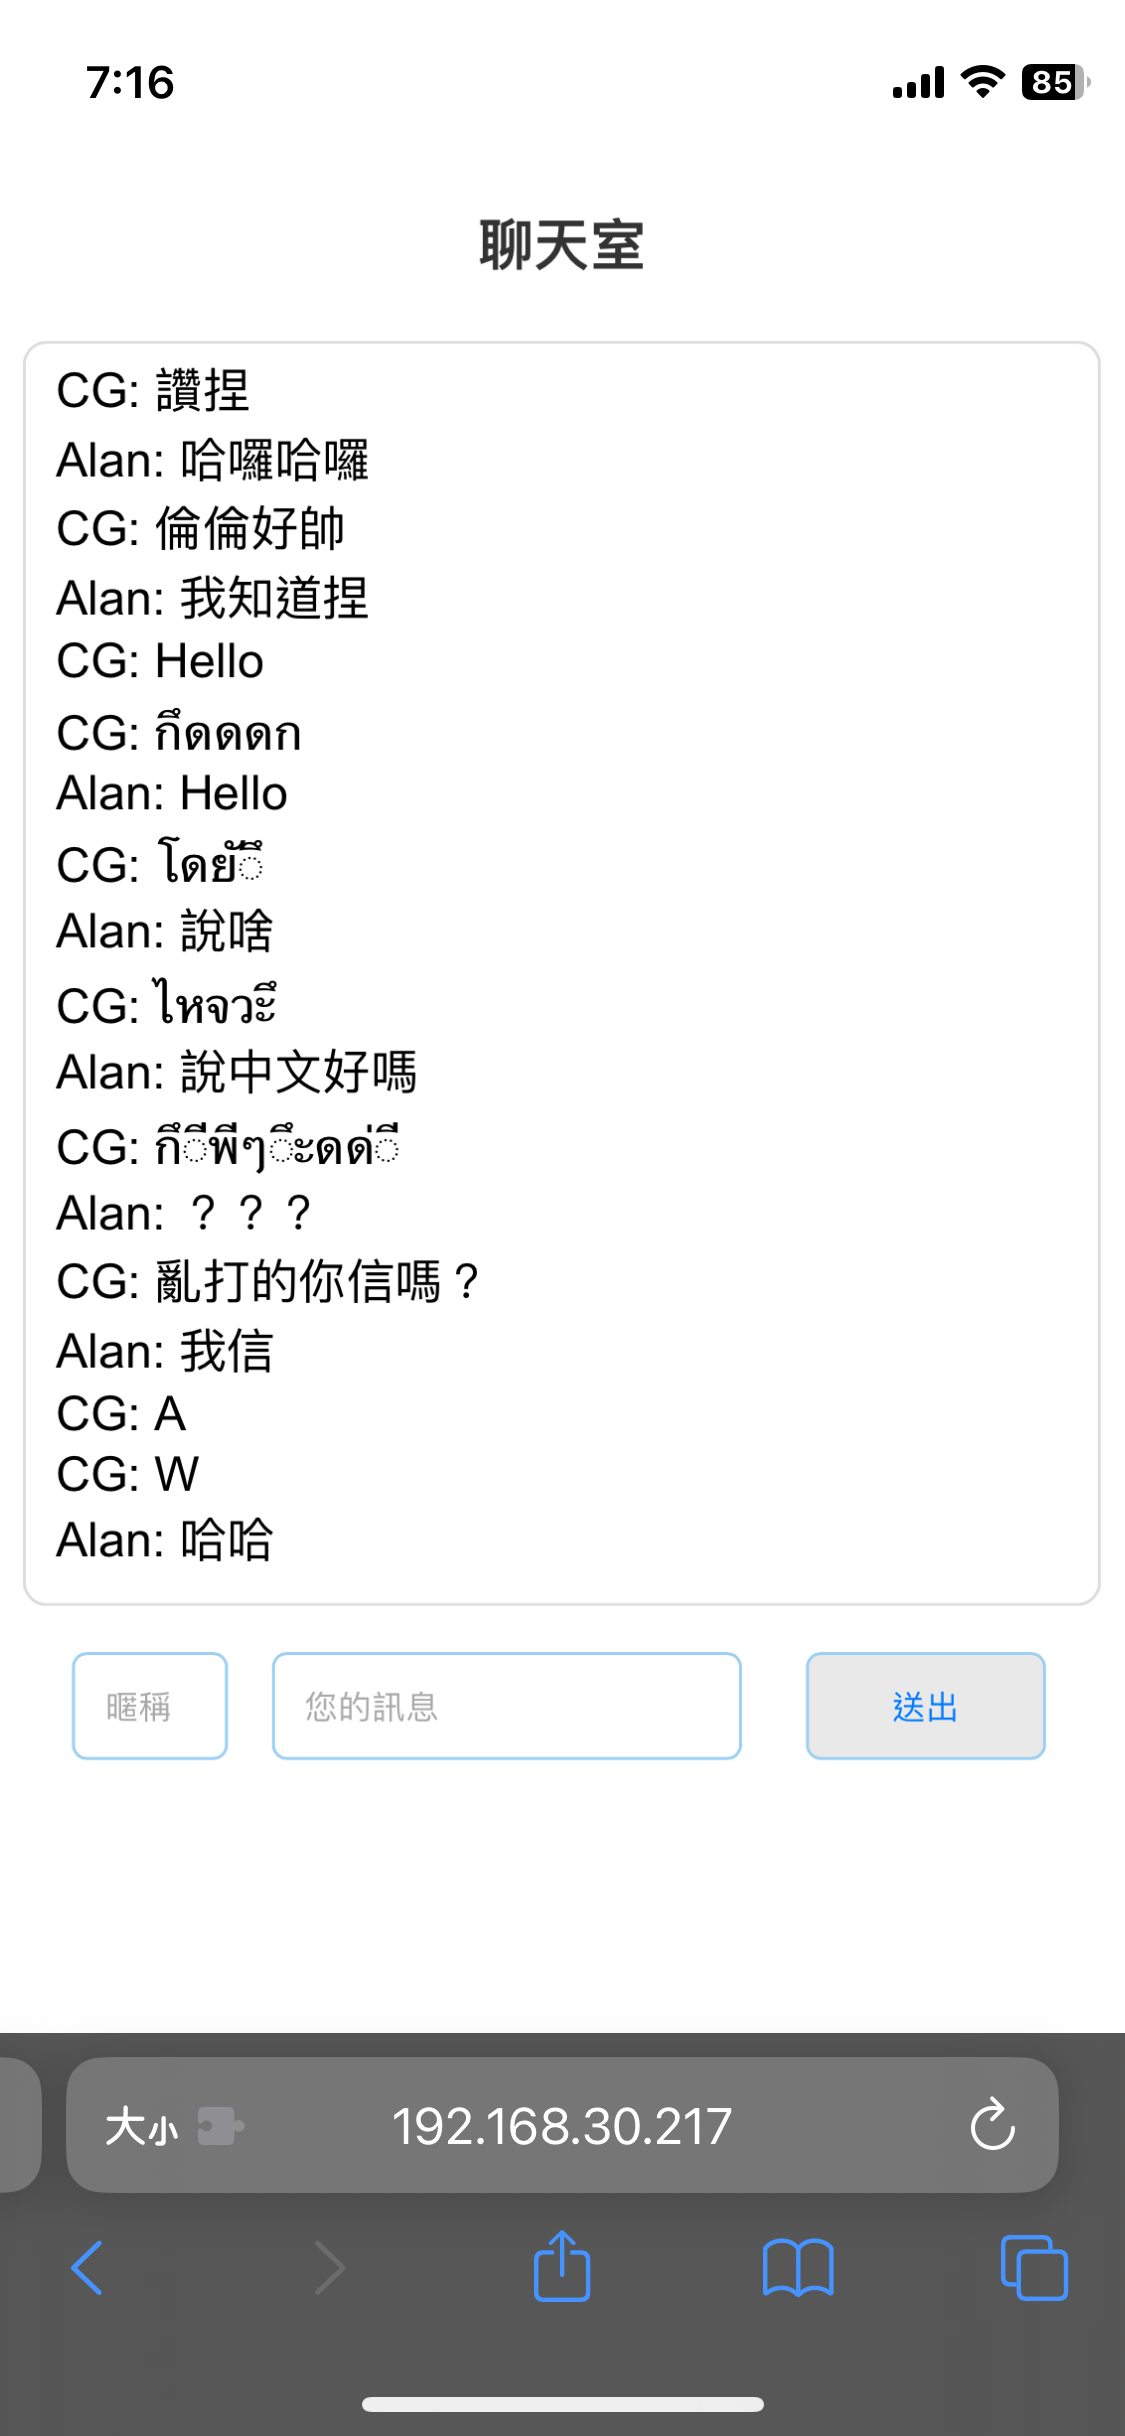 7:16
85
聊天室
CG: 讚捏
Alan: 哈囉哈囉
CG: 倫倫好帥
Alan: 我知道捏
CG: Hello
CG: กึดดดก
Alan: Hello
CG: โดย้ึ
Alan: 說啥
CG: ไหจวะึ
Alan: 說中文好嗎
CG: กึีพีๆึะดด่ี
Alan: ？？？
CG: 亂打的你信嗎？
Alan: 我信
CG: A
CG: W
Alan: 哈哈
暱稱 您的訊息 送出
大小 192.168.30.217